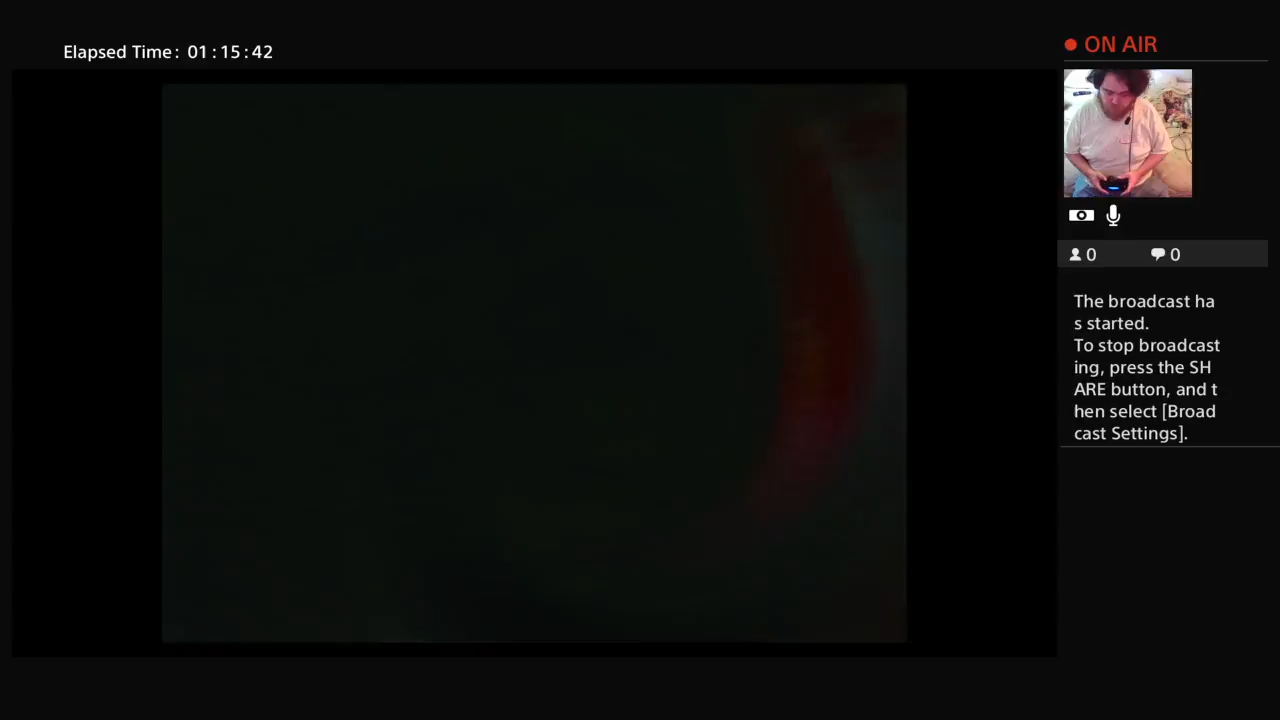 Elapsed Time: 01:15:42
ON AIR
0 0
The broadcast ha
s started.
To stop broadcast
ing, press the SH
ARE button, and t
hen select [Broad
cast Settings].